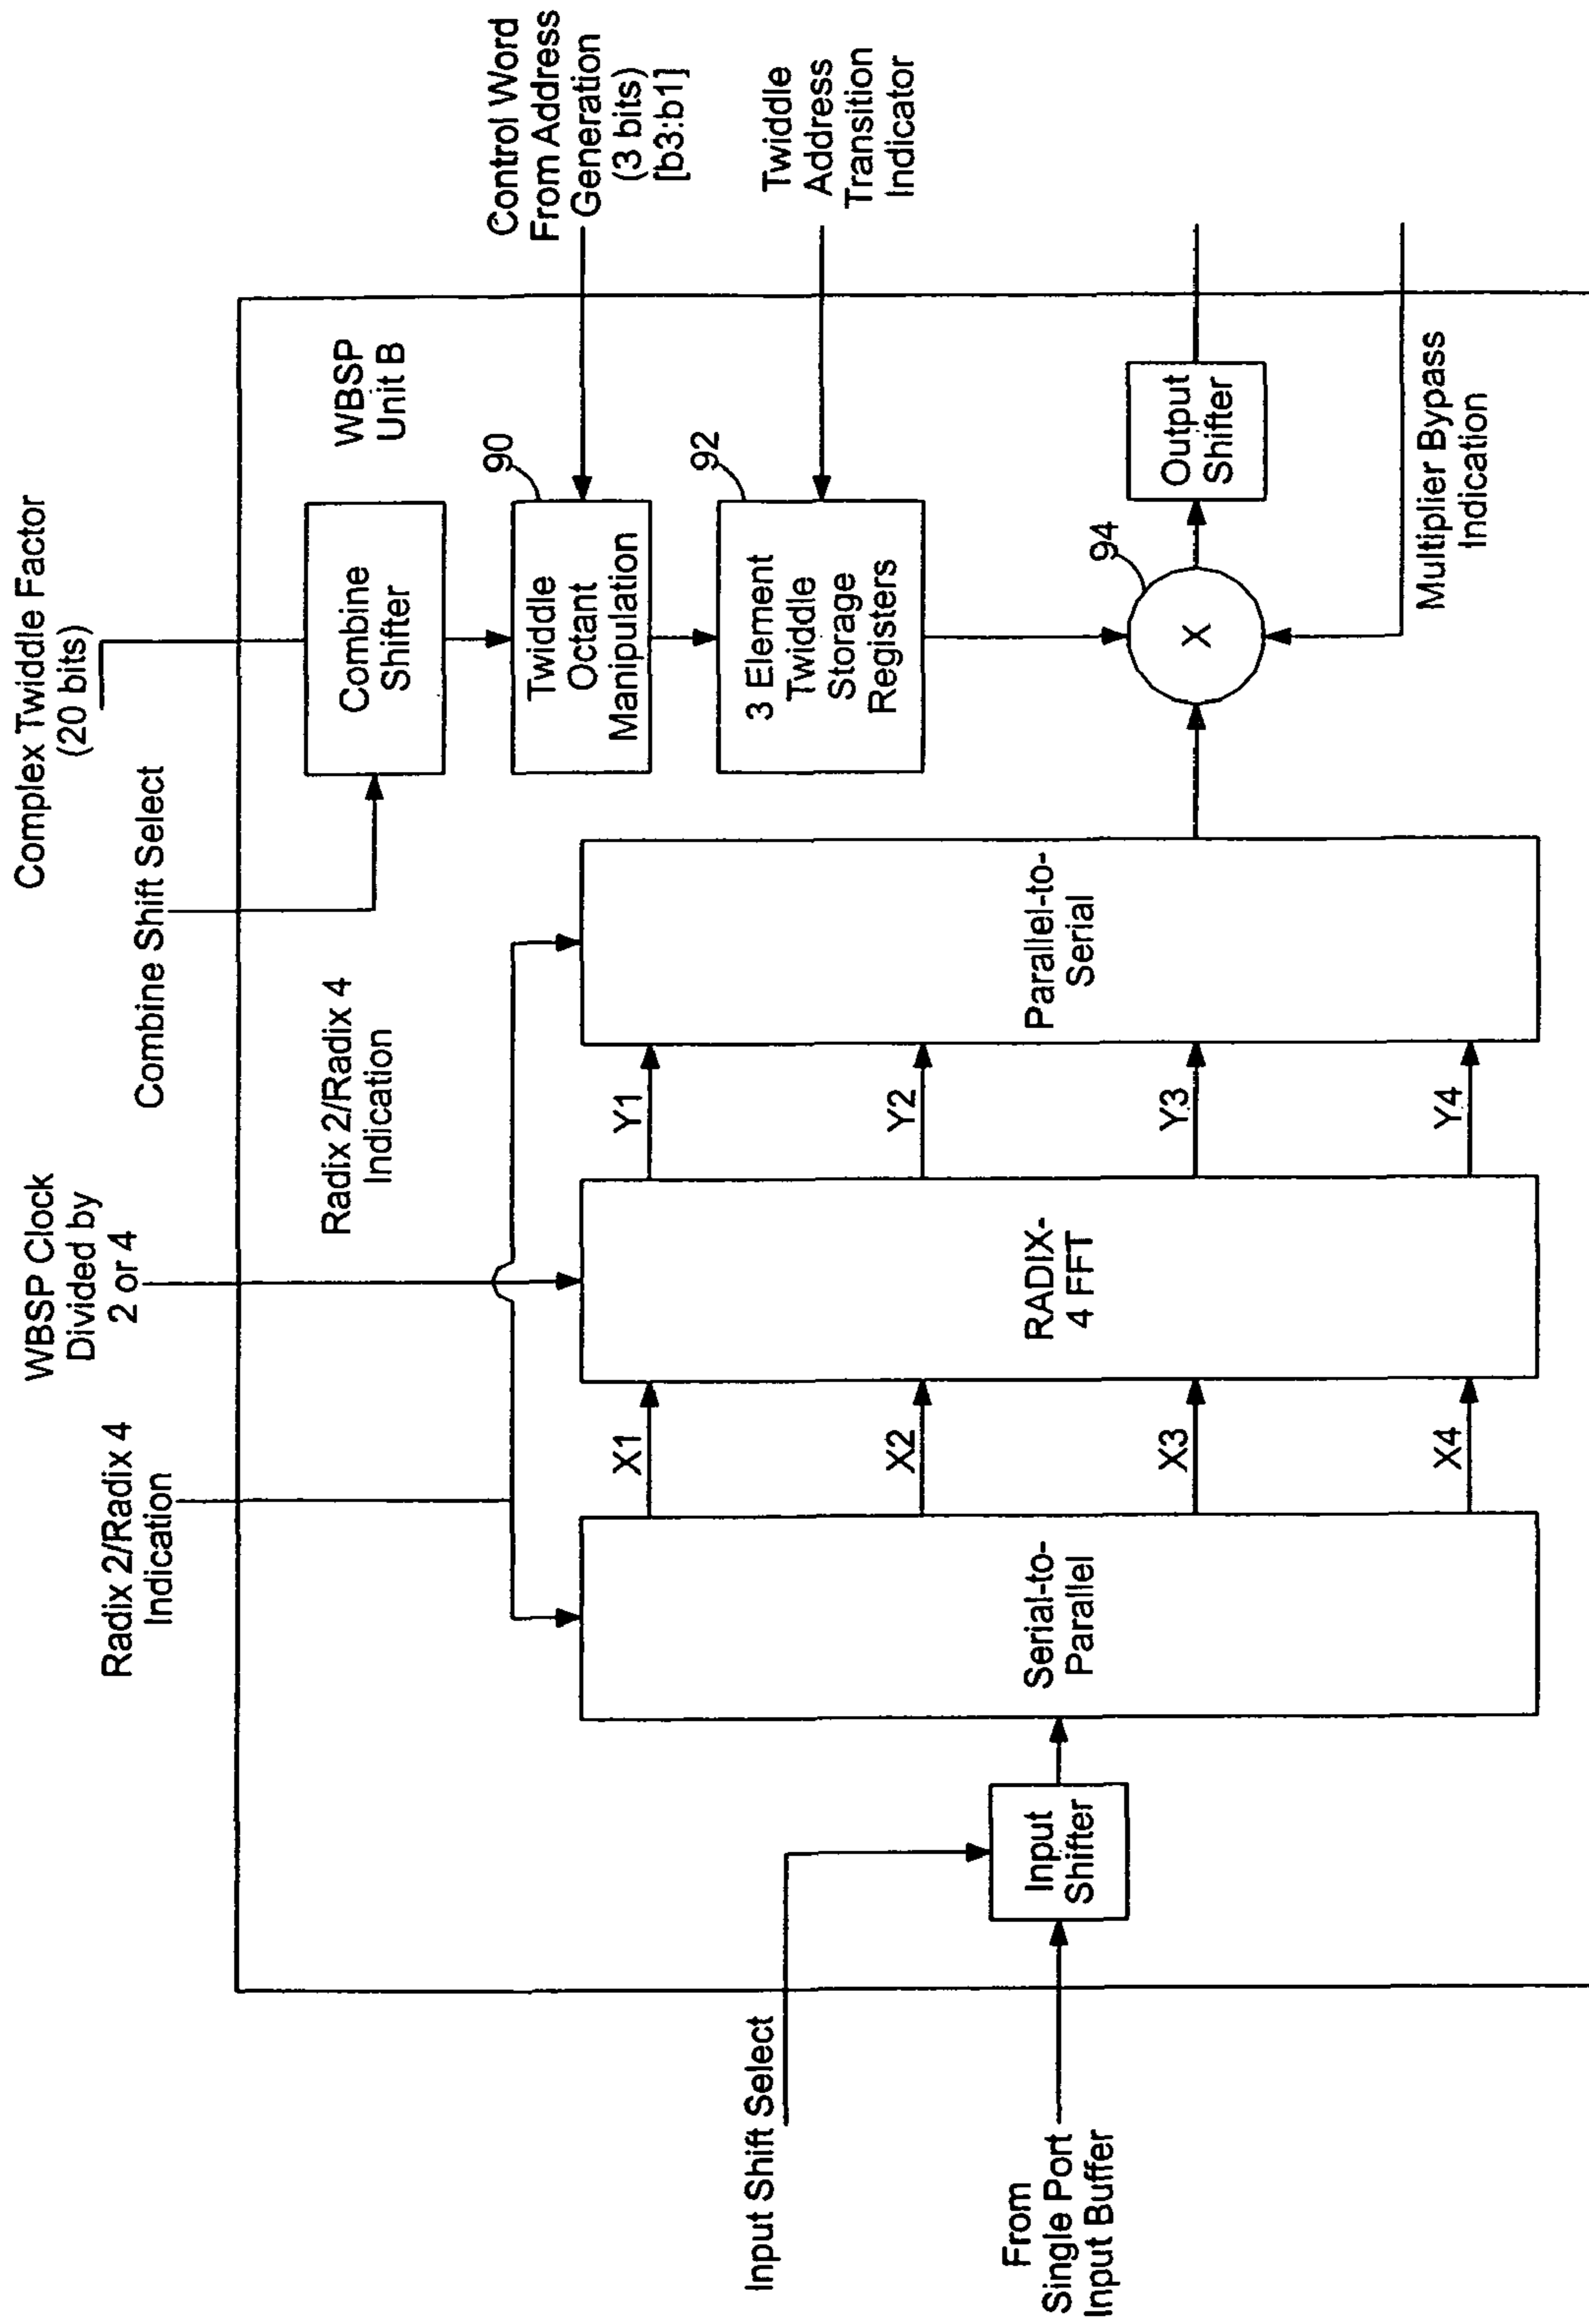 Complex Twiddle Factor
(20 bits)
Combine Shift Select
WBSP Clock
Divided by
2 or 4
Radix 2/Radix 4
Indication
Radix 2/Radix 4
Indication
Combine
Shifter
WBSP
Unit B
90
Twiddle
Octant
Manipulation
Control Word
From Address
Generation
(3 bits)
[b3:b1]
92
3 Element
Twiddle
Storage
Registers
Twiddle
Address
Transition
Indicator
Input Shift Select
From
Single Port
Input Buffer
Input
Shifter
Serial-to-
Parallel
X1
X2
X3
X4
RADIX-
4 FFT
Y1
Y2
Y3
Y4
Parallel-to-
Serial
94
X
Output
Shifter
Multiplier Bypass
Indication